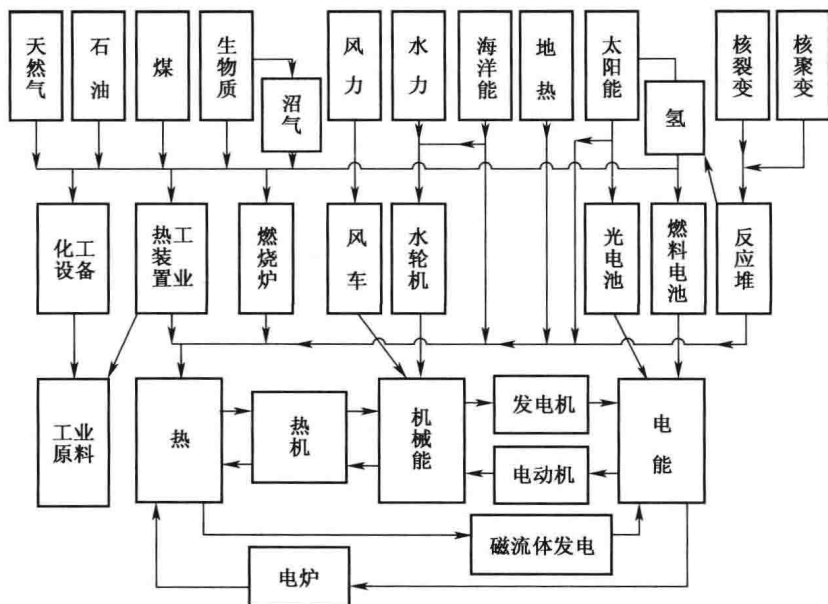 天然气
石油
煤
生物质
沼气
风力
水力
海洋能
地热
太阳能
氢
核裂变
核聚变
化工
设备
热工
装业
置
燃烧炉
风车
水轮机
光电池
燃料电池
反应堆
工业
原料
热
热机
机械能
发电机
电动机
电能
磁流体发电
电炉